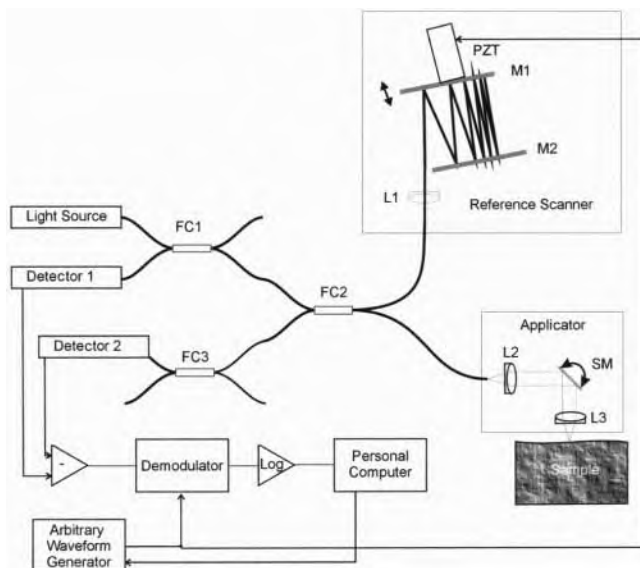 PZT
M1
M2
L1
Reference Scanner
Light Source
FC1
Detector 1
FC2
Detector 2
FC3
Applicator
L2
SM
L3
Sample
-
Demodulator
Log
Personal
Computer
Arbitrary
Waveform
Generator